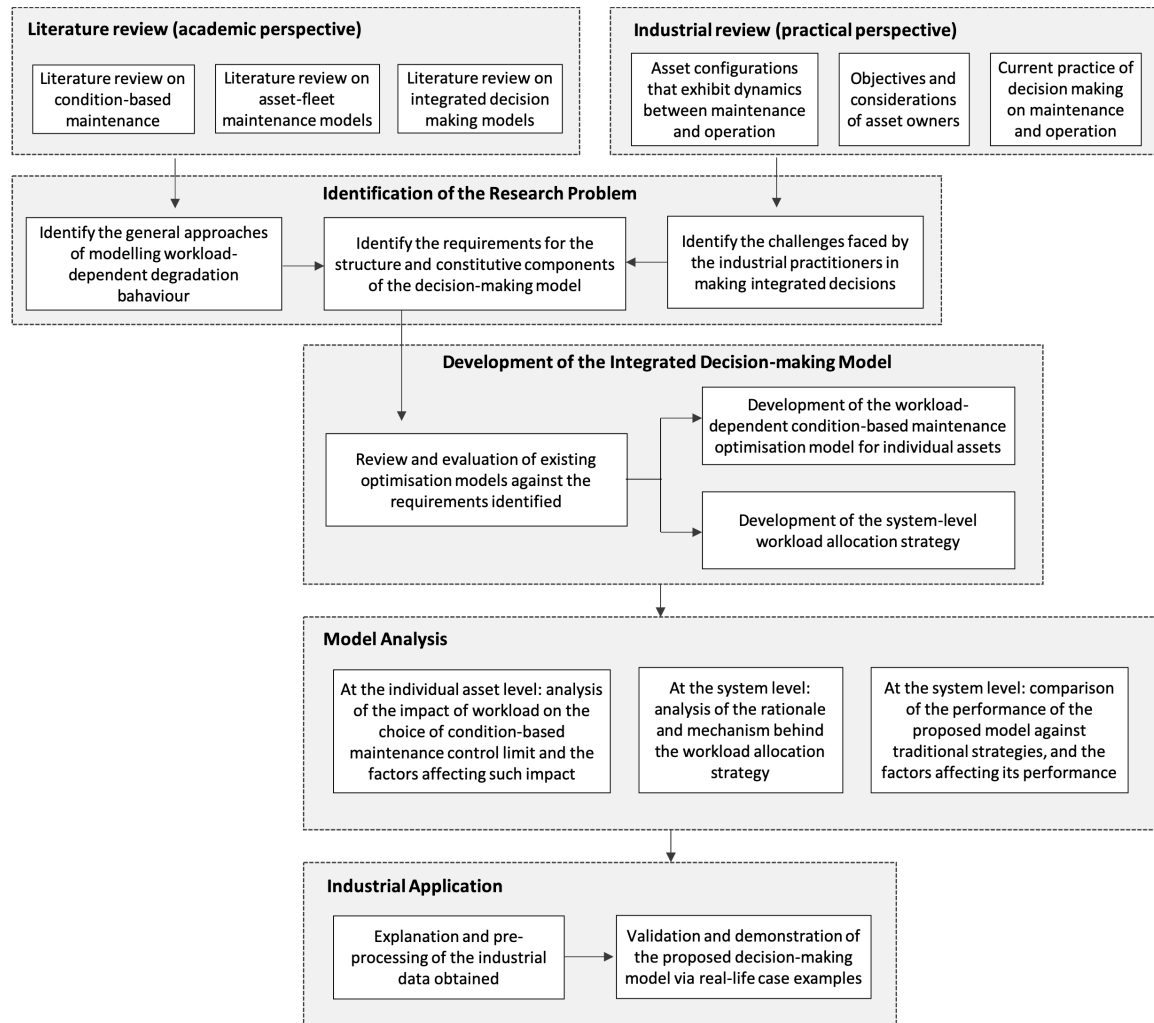 Literature review (academic perspective)
Literature review on
condition-based
maintenance
Literature review on
asset-fleet
maintenance models
Literature review on
integrated decision
making models
Industrial review (practical perspective)
Asset configurations
that exhibit dynamics
between maintenance
and operation
Objectives and
considerations
of asset owners
Current practice of
decision making
on maintenance
and operation
Identification of the Research Problem
Identify the general approaches
of modelling workload-
dependent degradation
bahaviour
Identify the requirements for the
structure and constitutive components
of the decision-making model
Identify the challenges faced by
the industrial practitioners in
making integrated decisions
Development of the Integrated Decision-making Model
Review and evaluation of existing
optimisation models against the
requirements identified
Development of the workload-
dependent condition-based maintenance
optimisation model for individual assets
Development of the system-level
workload allocation strategy
Model Analysis
At the individual asset level: analysis
of the impact of workload on the
choice of condition-based
maintenance control limit and the
factors affecting such impact
At the system level:
analysis of the rationale
and mechanism behind
the workload allocation
strategy
At the system level: comparison
of the performance of the
proposed model against
traditional strategies, and the
factors affecting its performance
Industrial Application
Explanation and pre-
processing of the industrial
data obtained
Validation and demonstration of
the proposed decision-making
model via real-life case examples